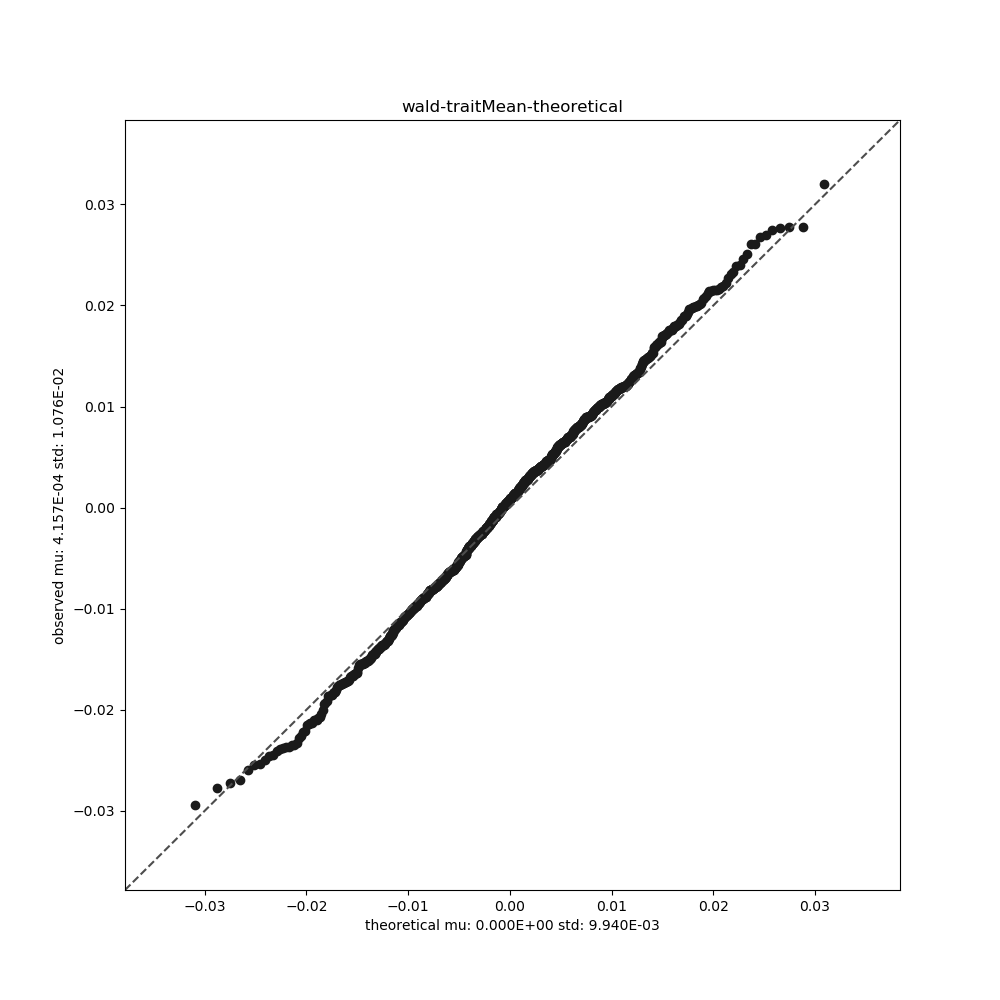 wald-traitMean-theoretical
0.03
0.02
0.01
0.00
−0.01
−0.02
−0.03
observed mu: 4.157E-04 std: 1.076E-02
−0.03 −0.02 −0.01 0.00 0.01 0.02 0.03
theoretical mu: 0.000E+00 std: 9.940E-03